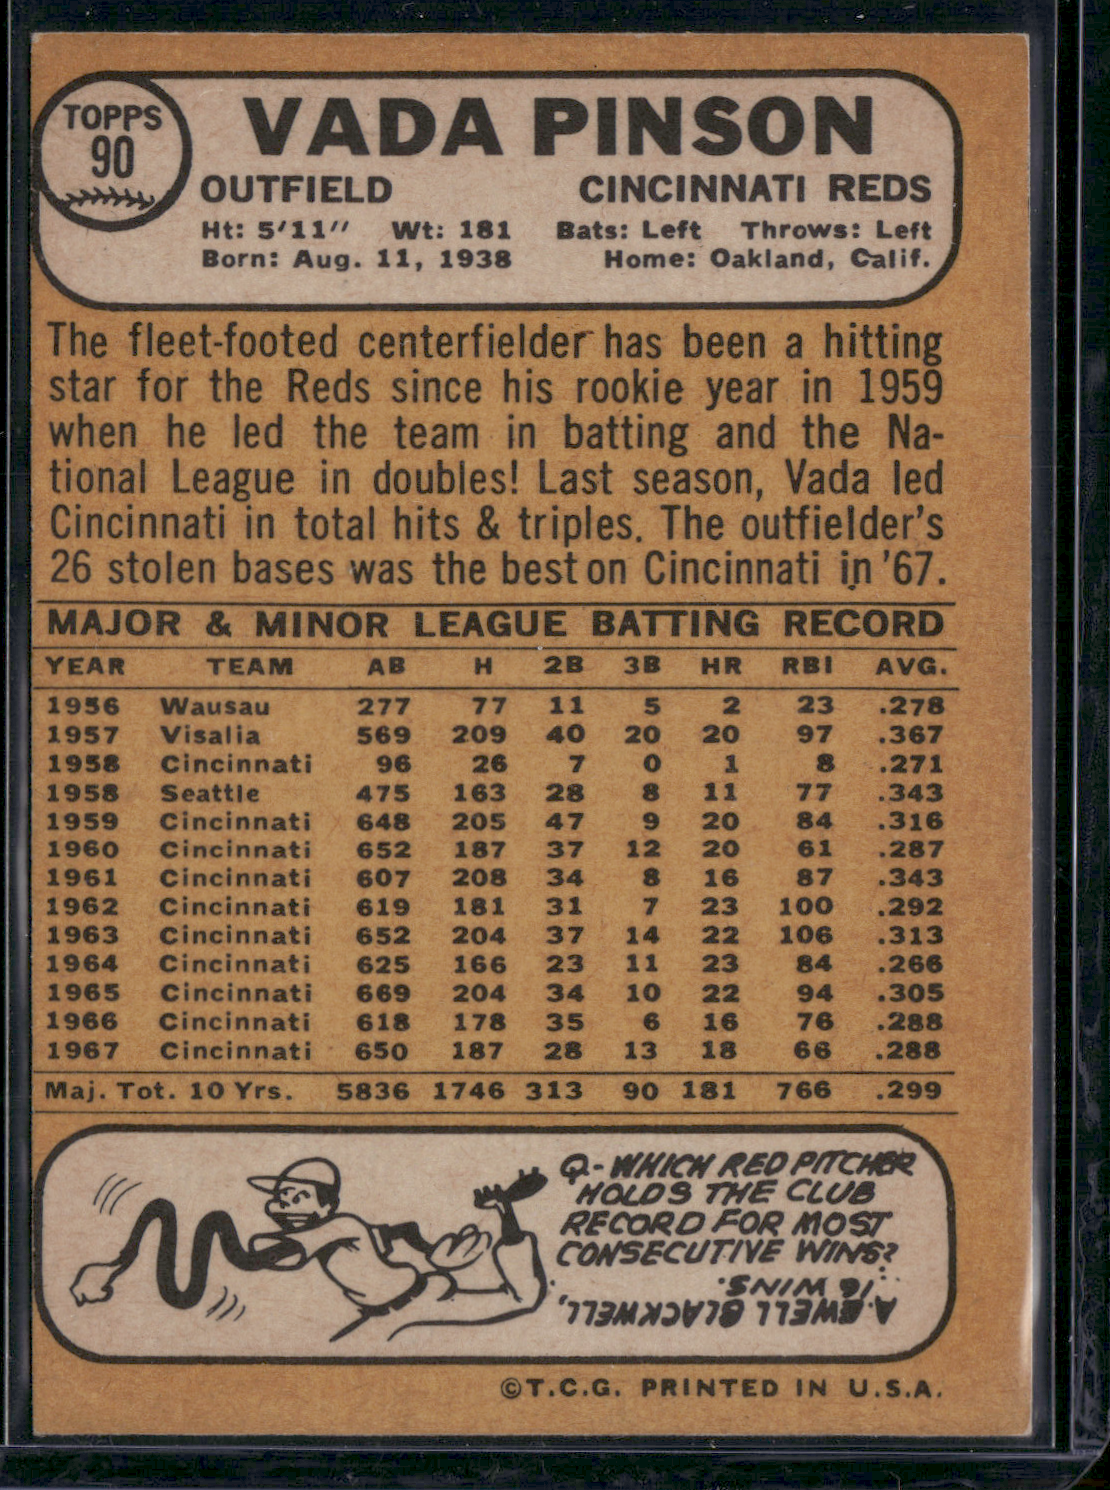 TOPPS
90
VADA PINSON
OUTFIELD CINCINNATI REDS
Ht: 5'11" Wt: 181 Bats: Left Throws: Left
Born: Aug. 11, 1938 Home: Oakland, Calif.
The fleet-footed centerfielder has been a hitting
star for the Reds since his rookie year in 1959
when he led the team in batting and the Na-
tional League in doubles! Last season, Vada led
Cincinnati in total hits & triples. The outfielder's
26 stolen bases was the best on Cincinnati in '67.
MAJOR & MINOR LEAGUE BATTING RECORD
YEAR TEAM AB H 2B 3B HR RBI AVG.
1956 Wausau 277 77 11 5 2 23 .278
1957 Visalia 569 209 40 20 20 97 .367
1958 Cincinnati 96 26 7 0 1 8 .271
1958 Seattle 475 163 28 8 11 77 .343
1959 Cincinnati 648 205 47 9 20 84 .316
1960 Cincinnati 652 187 37 12 20 61 .287
1961 Cincinnati 607 208 34 8 16 87 .343
1962 Cincinnati 619 181 31 7 23 100 .292
1963 Cincinnati 652 204 37 14 22 106 .313
1964 Cincinnati 625 166 23 11 23 84 .266
1965 Cincinnati 669 204 34 10 22 94 .305
1966 Cincinnati 618 178 35 6 16 76 .288
1967 Cincinnati 650 187 28 13 18 66 .288
Maj. Tot. 10 Yrs. 5836 1746 313 90 181 766 .299
Q-WHICH RED PITCHER
HOLDS THE CLUB
RECORD FOR MOST
CONSECUTIVE WINS?
A. EWELL BLACKWELL,
16 WINS.
©T.C.G. PRINTED IN U.S.A.